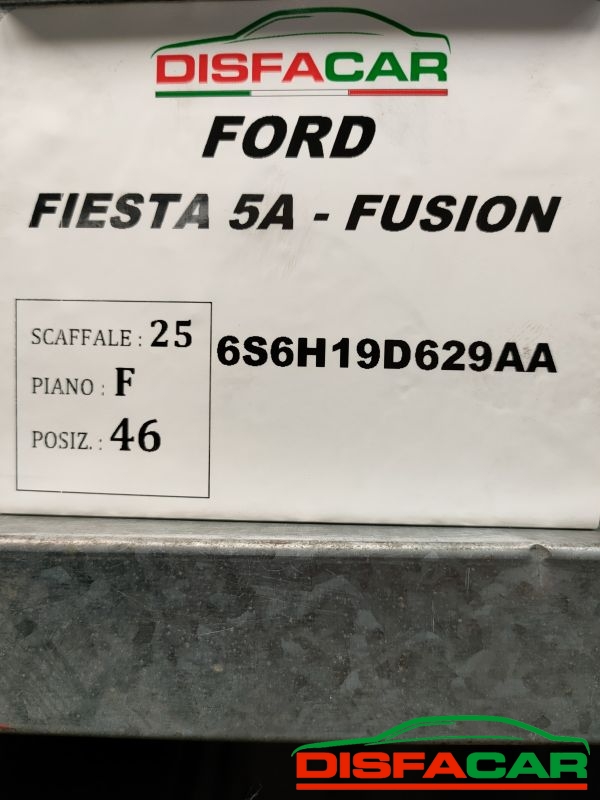 DISFACAR
FORD
FIESTA 5A - FUSION
SCAFFALE : 25
PIANO : F
POSIZ. : 46
6S6H19D629AA
DISFACAR